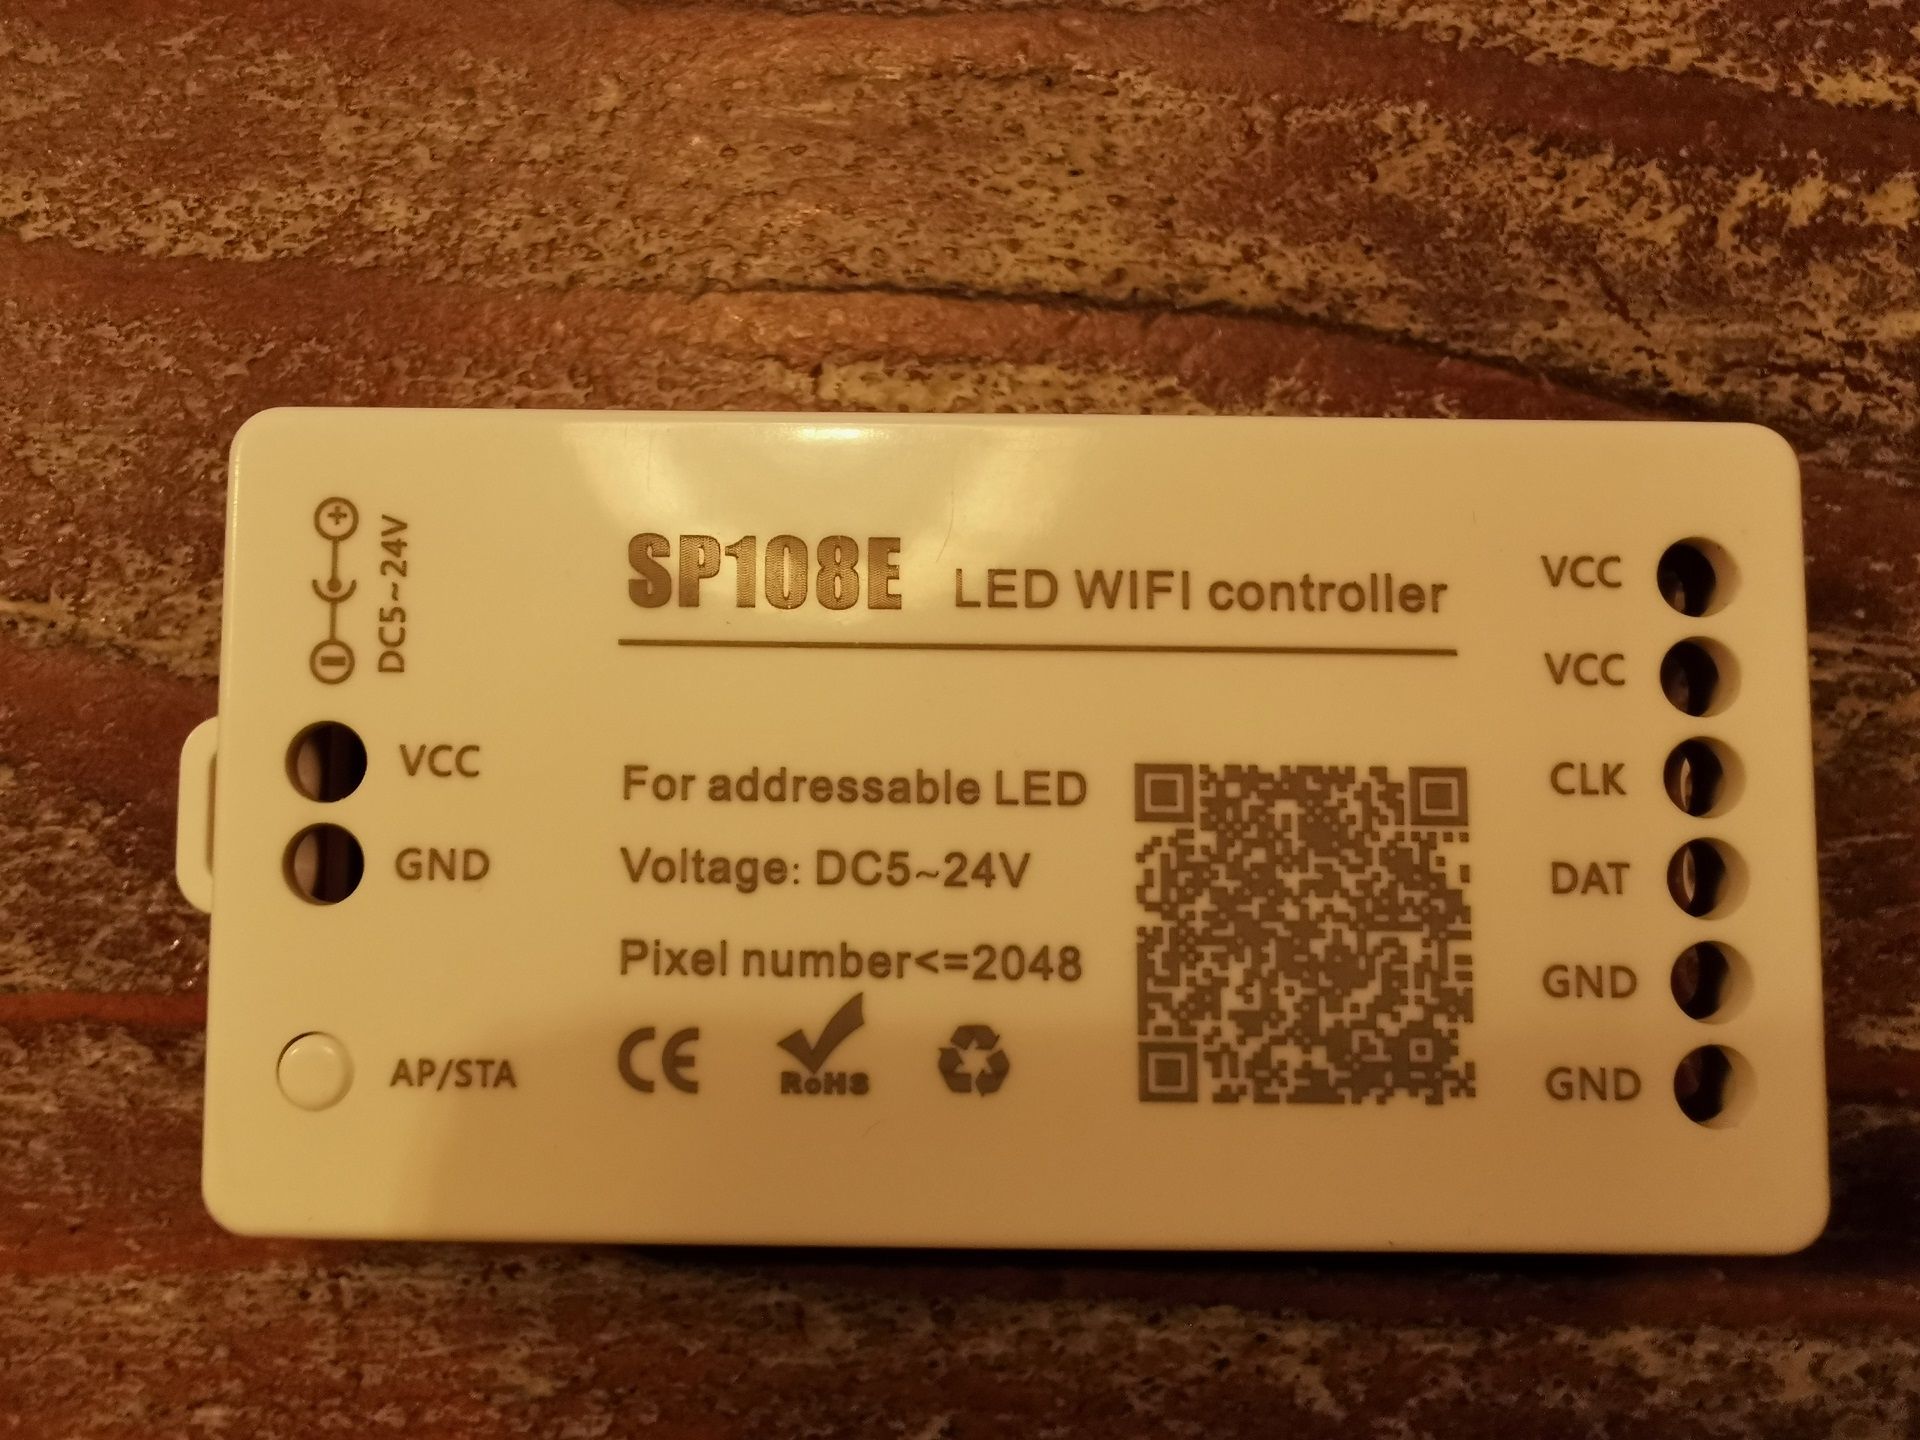 DC5~24V
VCC
GND
AP/STA
SP108E LED WIFI controller
For addressable LED
Voltage: DC5~24V
Pixel number<=2048
CE RoHS
VCC
VCC
CLK
DAT
GND
GND